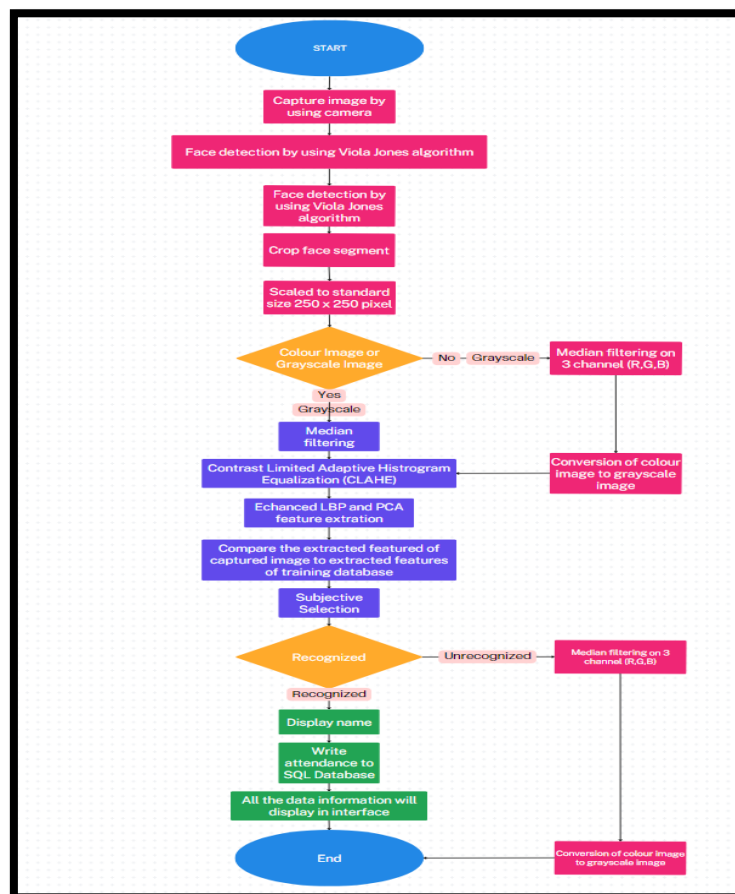 START
Capture image by
using camera
Face detection by using Viola Jones algorithm
Face detection by
using Viola Jones
algorithm
Crop face segment
Scaled to standard
size 250 x 250 pixel
Colour Image or
Grayscale Image
No Grayscale
Median filtering on
3 channel (R,G,B)
Yes
Grayscale
Median
filtering
Contrast Limited Adaptive Histrogram
Equalization (CLAHE)
Conversion of colour
image to grayscale
image
Echanced LBP and PCA
feature extration
Compare the extracted featured of
captured image to extracted features
of training database
Subjective
Selection
Recognized
Unrecognized
Median filtering on 3
channel (R,G,B)
Recognized
Display name
Write
attendance to
SQL Database
All the data information will
display in interface
End
Conversion of colour image
to grayscale image